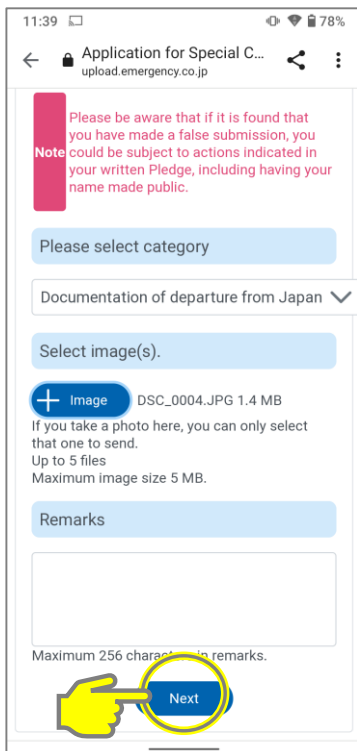 11:39 78%
Application for Special C...
upload.emergency.co.jp
Please be aware that if it is found that
you have made a false submission, you
Note could be subject to actions indicated in
your written Pledge, including having your
name made public.
Please select category
Documentation of departure from Japan
Select image(s).
Image DSC_0004.JPG 1.4 MB
If you take a photo here, you can only select
that one to send.
Up to 5 files
Maximum image size 5 MB.
Remarks
Maximum 256 characters in remarks.
Next